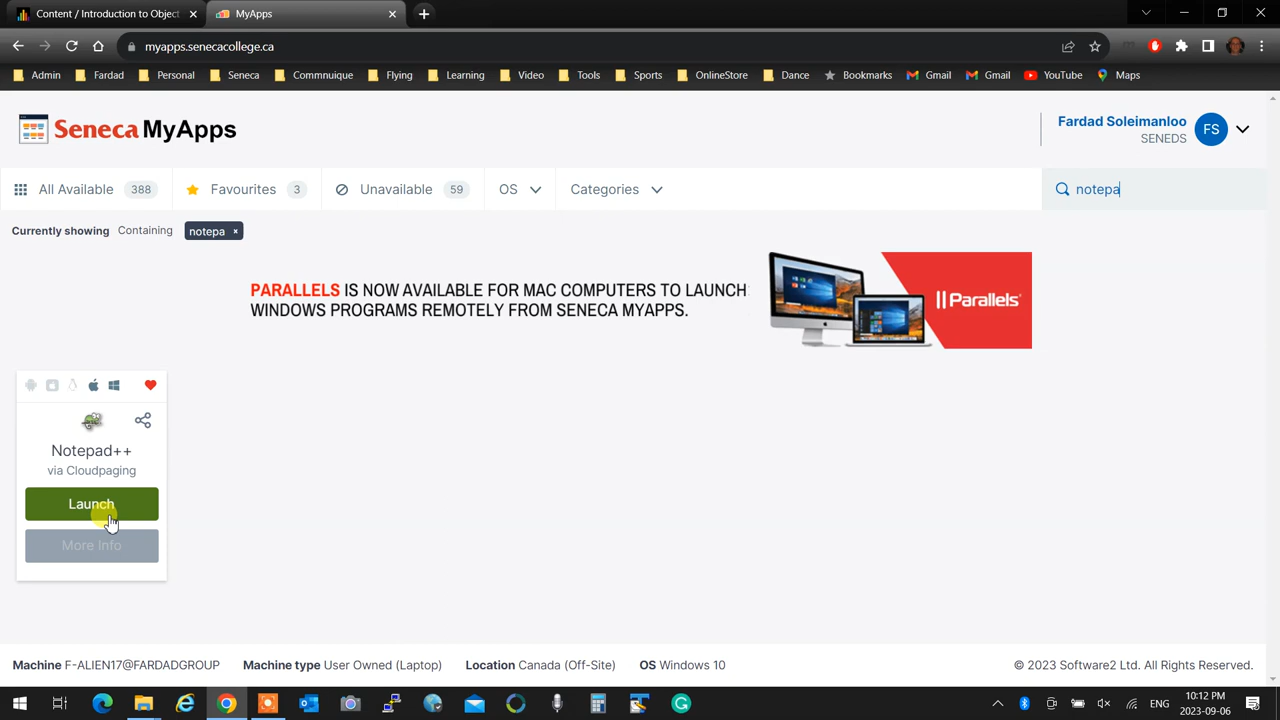 Content / Introduction to Object
MyApps
myapps.senecacollege.ca
Admin Fardad Personal Seneca Commnuique Flying Learning Video Tools Sports OnlineStore Dance Bookmarks Gmail Gmail YouTube Maps
Seneca MyApps
Fardad Soleimanloo
SENEDS
FS
All Available 388 Favourites 3 Unavailable 59 OS Categories notepa
Currently showing Containing notepa ×
PARALLELS IS NOW AVAILABLE FOR MAC COMPUTERS TO LAUNCH
WINDOWS PROGRAMS REMOTELY FROM SENECA MYAPPS.
Parallels
Notepad++
via Cloudpaging
Launch
More Info
Machine F-ALIEN17@FARDADGROUP Machine type User Owned (Laptop) Location Canada (Off-Site) OS Windows 10 © 2023 Software2 Ltd. All Rights Reserved.
ENG
10:12 PM
2023-09-06